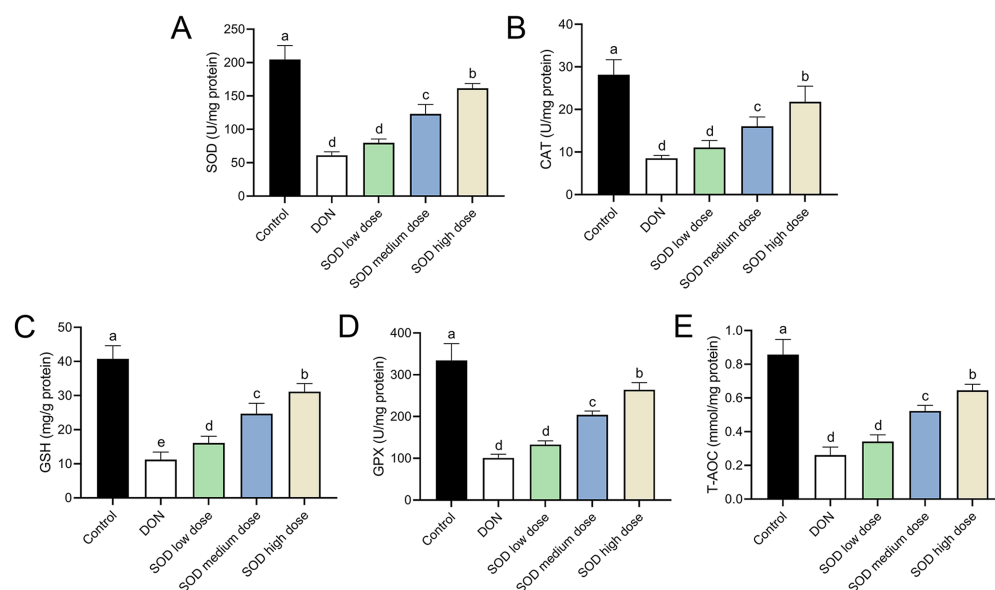 A
SOD (U/mg protein)
250
200
150
100
50
0
a
d
d
c
b
Control
DON
SOD low dose
SOD medium dose
SOD high dose
B
CAT (U/mg protein)
40
30
20
10
0
a
d
d
c
b
Control
DON
SOD low dose
SOD medium dose
SOD high dose
C
GSH (mg/g protein)
50
40
30
20
10
0
a
e
d
c
b
Control
DON
SOD low dose
SOD medium dose
SOD high dose
D
GPX (U/mg protein)
400
300
200
100
0
a
d
d
c
b
Control
DON
SOD low dose
SOD medium dose
SOD high dose
E
T-AOC (mmol/mg protein)
1.0
0.8
0.6
0.4
0.2
0.0
a
d
d
c
b
Control
DON
SOD low dose
SOD medium dose
SOD high dose